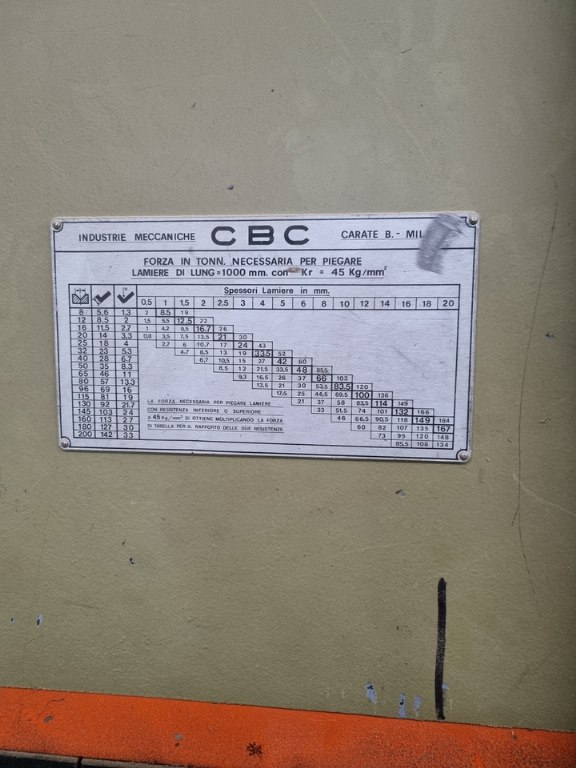 INDUSTRIE MECCANICHE CBC CARATE B. - MIL
FORZA IN TONN. NECESSARIA PER PIEGARE
LAMIERE DI LUNG = 1000 mm. con Kr = 45 Kg/mm²
Spessori Lamiere in mm.
0.5 1 1,5 2 2.5 3 4 5 6 8 10 12 14 16 18 20
8 5.6 1.3 2 8.5 19
12 8.5 2 1,5 5,5 12.5 22
16 11.5 2.7 1 4,2 9.5 16.7 26
20 14 3.3 0,8 3,5 7.5 13.5 21 30
25 18 4 2,7 6 10,7 17 24 43
32 23 5.3 4,7 8,5 13 19 33.5 52
40 28 6.7 6,7 10,5 15 27 42 60
50 35 8.3 8,5 12 21,5 33,5 48 85,5
65 46 11 9,3 16,5 26 37 66 103
80 57 13.3 13,5 21 30 53,5 83.5 120
96 69 16 17.5 25 44,5 69.5 100 136
115 81 19 21 37 58 83,5 114 149
130 92 21.7 33 51.5 74 101 132 166
145 103 24 46 66.5 90,5 118 149 184
160 113 27 60 82 107 135 167
180 127 30 73 95 120 148
200 142 33 85,5 108 134
LA FORZA NECESSARIA PER PIEGARE LAMIERE
CON RESISTENZA INFERIORE O SUPERIORE
A 45 Kg/mm² SI OTTIENE MOLTIPLICANDO LA FORZA
DI TABELLA PER IL RAPPORTO DELLE DUE RESISTENZE